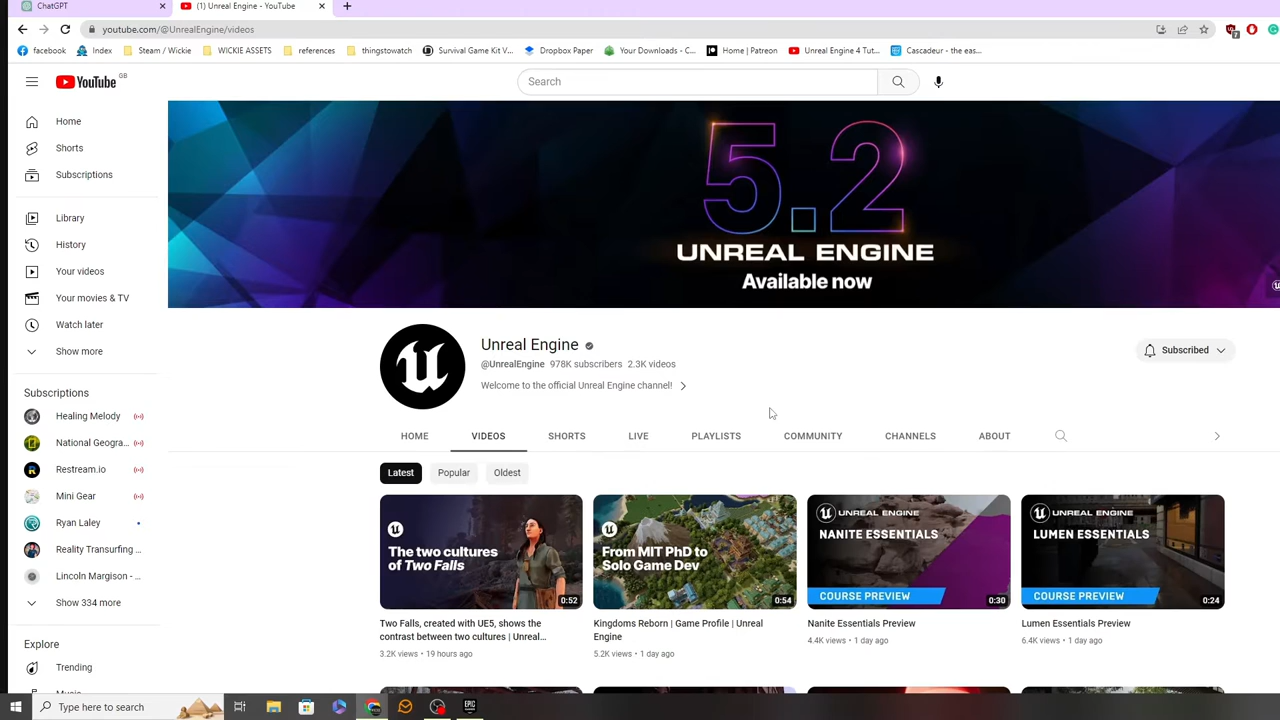 ChatGPT
(1) Unreal Engine - YouTube
youtube.com/@UnrealEngine/videos
7
facebook
Index
Steam / Wickie
WICKIE ASSETS
references
thingstowatch
Survival Game Kit V...
Dropbox Paper
Your Downloads - C...
Home | Patreon
Unreal Engine 4 Tut...
Cascadeur - the eas...
YouTube GB
Search
Home
Shorts
Subscriptions
Library
History
Your videos
Your movies & TV
Watch later
Show more
Subscriptions
Healing Melody
National Geogra...
Restream.io
Mini Gear
Ryan Laley
Reality Transurfing ...
Lincoln Margison - ...
Show 334 more
Explore
Trending
5.2
UNREAL ENGINE
Available now
Unreal Engine
@UnrealEngine 978K subscribers 2.3K videos
Welcome to the official Unreal Engine channel!
Subscribed
HOME
VIDEOS
SHORTS
LIVE
PLAYLISTS
COMMUNITY
CHANNELS
ABOUT
Latest
Popular
Oldest
The two cultures
of Two Falls
0:52
Two Falls, created with UE5, shows the
contrast between two cultures | Unreal...
3.2K views • 19 hours ago
From MIT PhD to
Solo Game Dev
0:54
Kingdoms Reborn | Game Profile | Unreal
Engine
5.2K views • 1 day ago
UNREAL ENGINE
NANITE ESSENTIALS
COURSE PREVIEW
0:30
Nanite Essentials Preview
4.4K views • 1 day ago
UNREAL ENGINE
LUMEN ESSENTIALS
COURSE PREVIEW
0:24
Lumen Essentials Preview
6.4K views • 1 day ago
Type here to search
EPIC